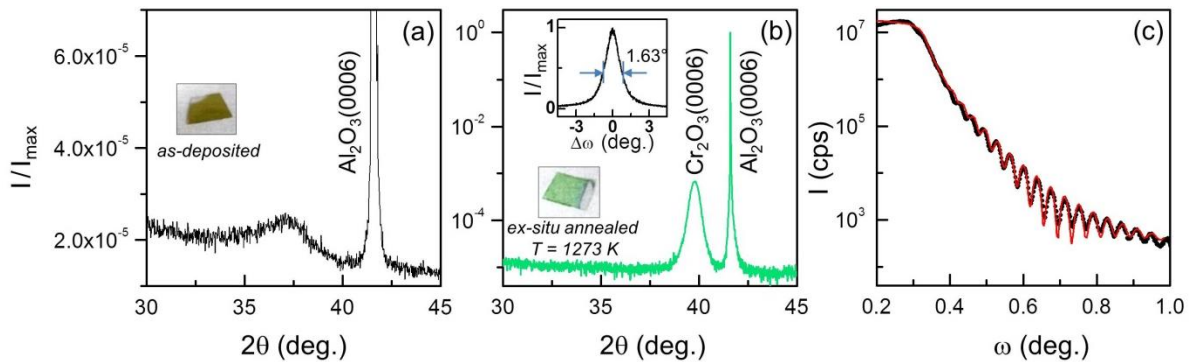 (a)
6.0x10⁻⁵
4.0x10⁻⁵
2.0x10⁻⁵
I/Iₘₐₓ
as-deposited
Al₂O₃(0006)
30 35 40 45
2θ (deg.)
(b)
10⁰
10⁻²
10⁻⁴
1
0
I/Iₘₐₓ
1.63°
-3 0 3
Δω (deg.)
Cr₂O₃(0006)
Al₂O₃(0006)
ex-situ annealed
T = 1273 K
30 35 40 45
2θ (deg.)
(c)
10⁷
10⁵
10³
I (cps)
0.2 0.4 0.6 0.8 1.0
ω (deg.)